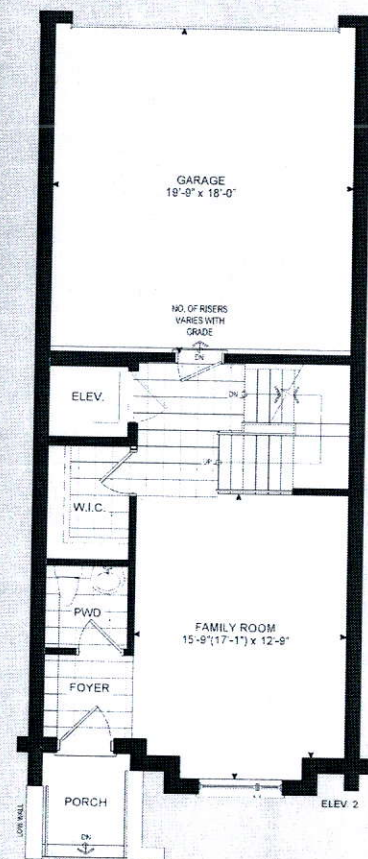 GARAGE
19'-9" x 18'-0"
NO. OF RISERS
VARIES WITH
GRADE
DN
ELEV.
DN
UP
W.I.C.
PWD
FAMILY ROOM
15'-9"(17'-1") x 12'-9"
FOYER
PORCH
ELEV. 2
LOW WALL
DN